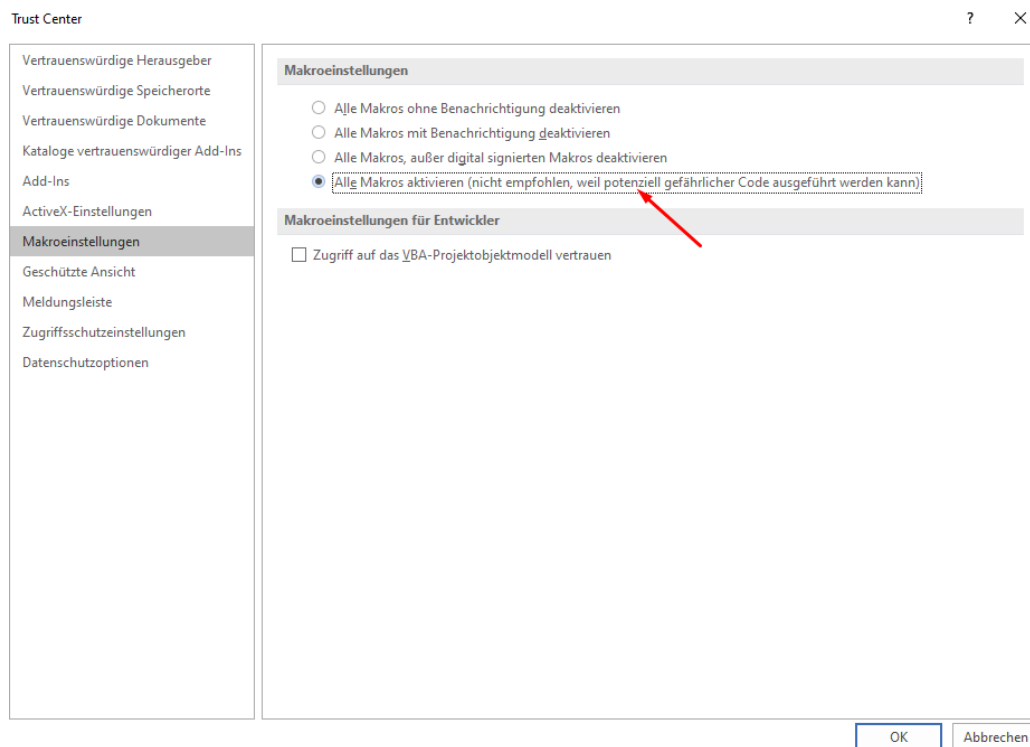 Trust Center
?
Vertrauenswürdige Herausgeber
Vertrauenswürdige Speicherorte
Vertrauenswürdige Dokumente
Kataloge vertrauenswürdiger Add-Ins
Add-Ins
ActiveX-Einstellungen
Makroeinstellungen
Geschützte Ansicht
Meldungsleiste
Zugriffsschutzeinstellungen
Datenschutzoptionen
Makroeinstellungen
Alle Makros ohne Benachrichtigung deaktivieren
Alle Makros mit Benachrichtigung deaktivieren
Alle Makros, außer digital signierten Makros deaktivieren
Alle Makros aktivieren (nicht empfohlen, weil potenziell gefährlicher Code ausgeführt werden kann)
Makroeinstellungen für Entwickler
Zugriff auf das VBA-Projektobjektmodell vertrauen
OK
Abbrechen